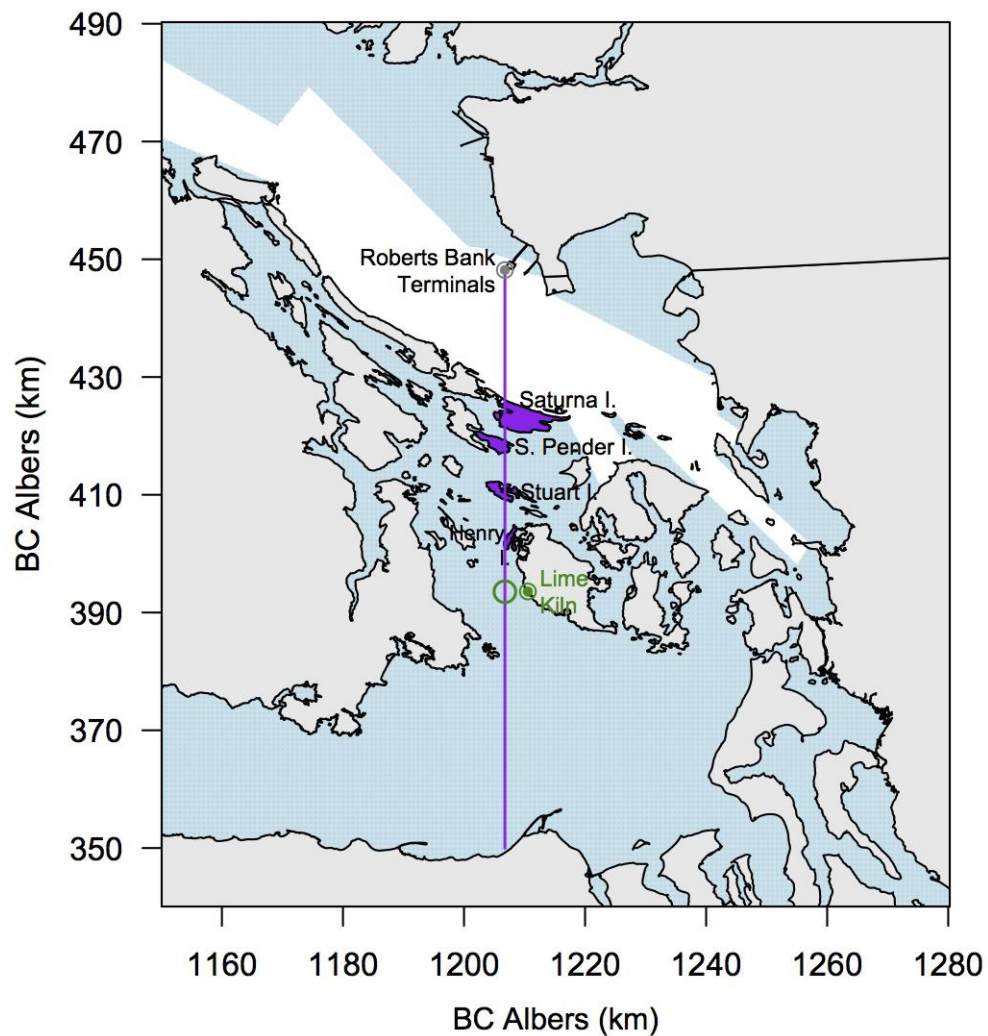 490
470
450
430
410
390
370
350
BC Albers (km)
Roberts Bank
Terminals
Saturna I.
S. Pender I.
Stuart I.
Henry
I.
Lime
Kiln
1160 1180 1200 1220 1240 1260 1280
BC Albers (km)